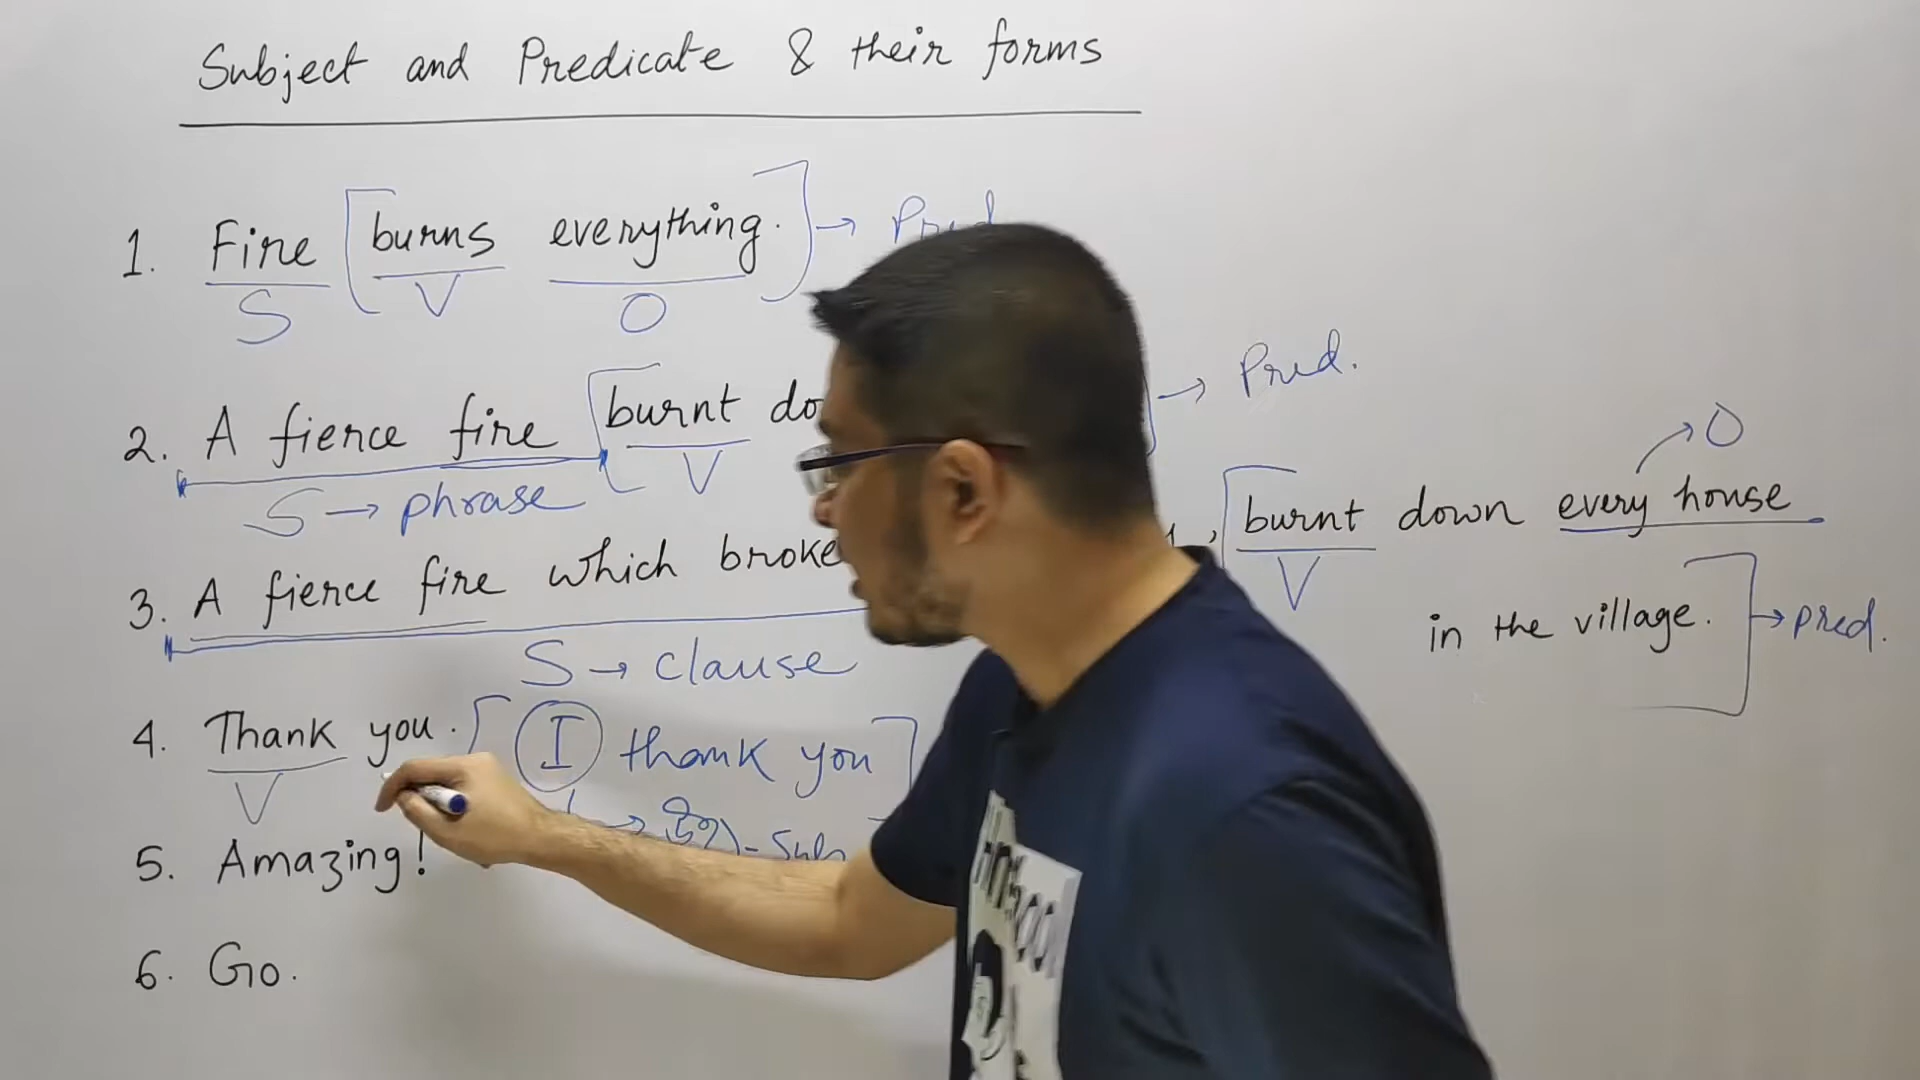 Subject and Predicate & their forms
1. Fire [burns everything.] → Pred
S V O
2. A fierce fire [burnt → Pred.
S → phrase V O
3. A fierce fire which broke , [burnt down every house
V
in the village.] → pred.
S → clause
4. Thank you. [I thank you]
V → Sub
5. Amazing!
6. Go.